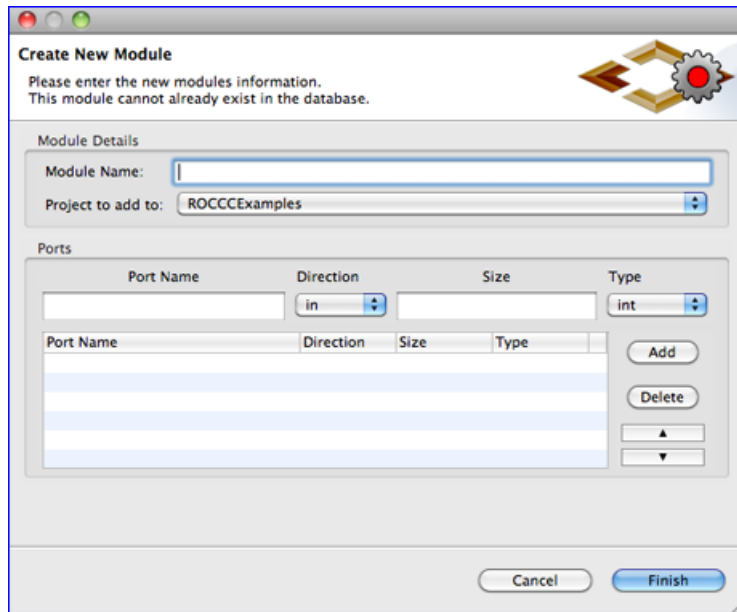 Create New Module
Please enter the new modules information.
This module cannot already exist in the database.
Module Details
Module Name:
Project to add to: ROCCCExamples
Ports
Port Name Direction Size Type
in int
Port Name Direction Size Type
Add
Delete
Cancel Finish